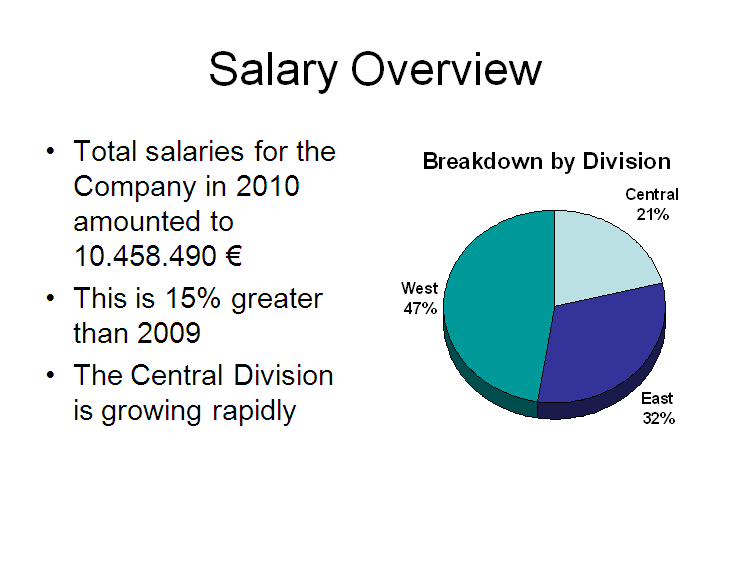 Salary Overview
• Total salaries for the
Company in 2010
amounted to
10.458.490 €
• This is 15% greater
than 2009
• The Central Division
is growing rapidly
Breakdown by Division
Central
21%
West
47%
East
32%